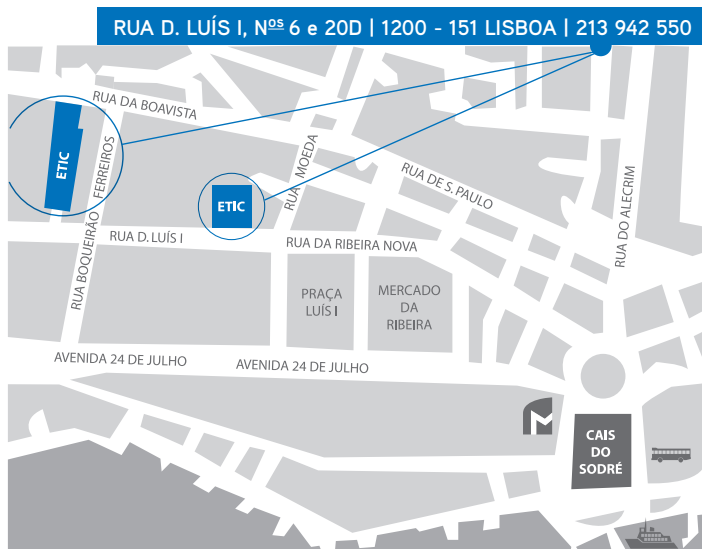 RUA D. LUÍS I, Nºˢ 6 e 20D | 1200 - 151 LISBOA | 213 942 550
RUA DA BOAVISTA
ETIC
RUA BOQUEIRÃO FERREIROS
RUA MOEDA
RUA DE S. PAULO
RUA DO ALECRIM
ETIC
RUA D. LUÍS I
RUA DA RIBEIRA NOVA
PRAÇA
LUÍS I
MERCADO
DA
RIBEIRA
AVENIDA 24 DE JULHO
AVENIDA 24 DE JULHO
M
CAIS
DO
SODRÉ